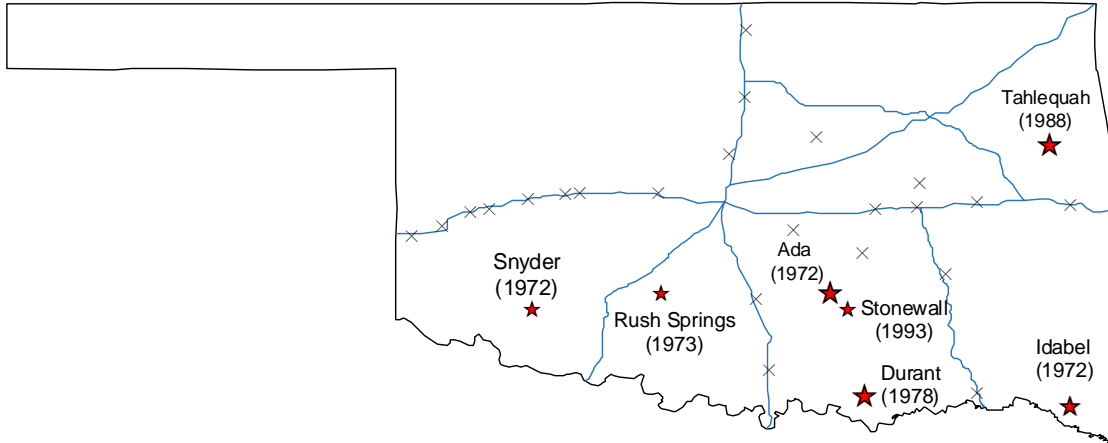 Tahlequah
(1988)
Snyder
(1972)
Ada
(1972)
Rush Springs
(1973)
Stonewall
(1993)
Durant
(1978)
Idabel
(1972)